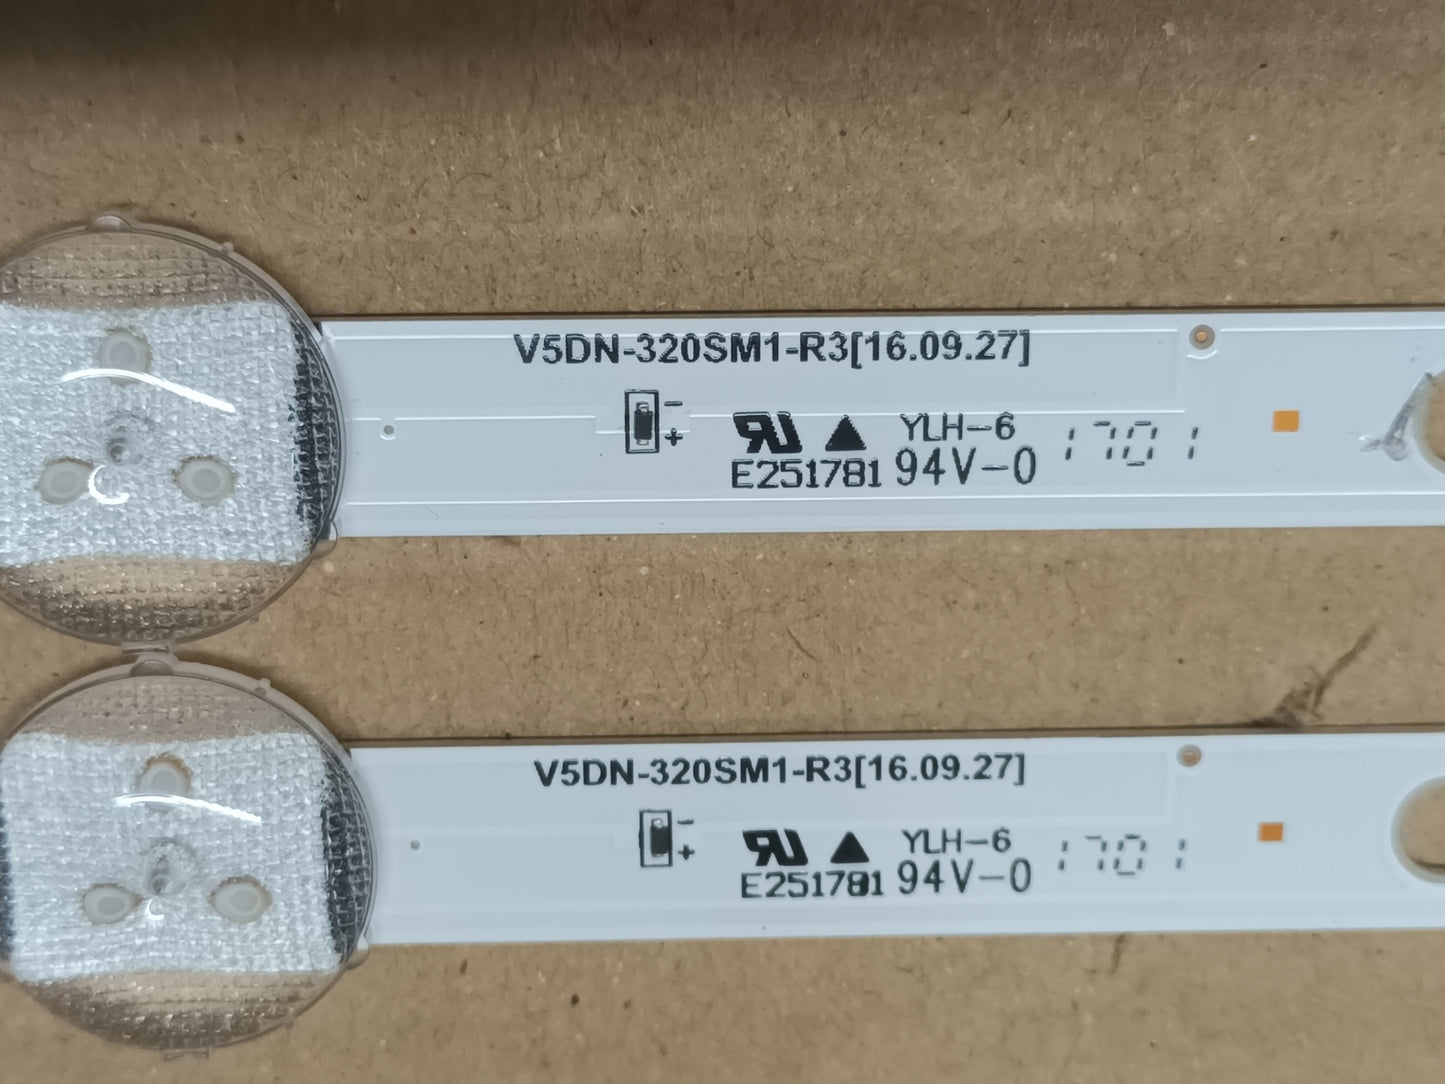 V5DN-320SM1-R3[16.09.27]
- 
+
YLH-6
E251781 94V-0 1701
V5DN-320SM1-R3[16.09.27]
-
+
YLH-6
E251781 94V-0 1701